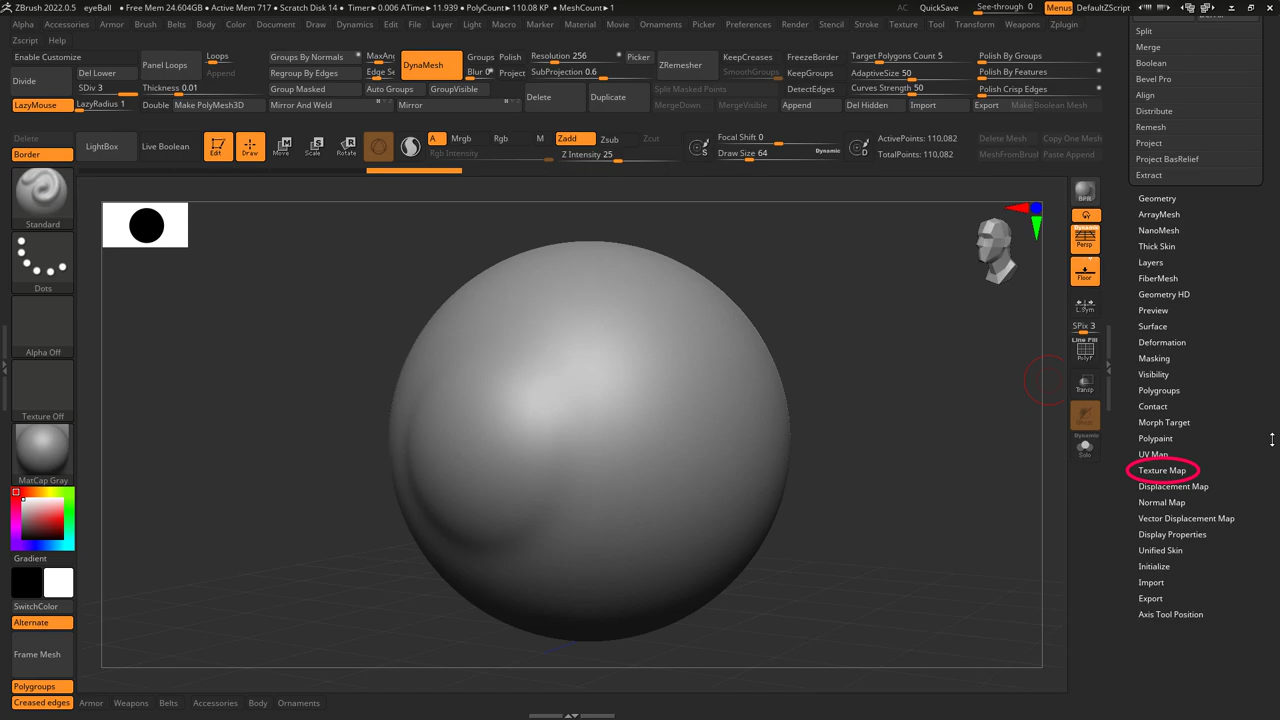 ZBrush 2022.0.5 eyeBall • Free Mem 24.604GB • Active Mem 717 • Scratch Disk 14 • Timer▸0.006 ATime▸11.939 • PolyCount▸110.08 KP • MeshCount▸1 AC QuickSave See-through 0 Menus DefaultZScript
Alpha Accessories Armor Brush Belts Body Color Document Draw Dynamics Edit File Layer Light Macro Marker Material Movie Ornaments Picker Preferences Render Stencil Stroke Texture Tool Transform Weapons Zplugin
Zscript Help
Enable Customize
Divide
Del Lower
SDiv 3
LazyMouse
LazyRadius 1
Panel Loops
Loops
Append
Thickness 0.01
Double
Make PolyMesh3D
Groups By Normals
Regroup By Edges
Group Masked
Mirror And Weld
Auto Groups
DynaMesh
Groups
Polish
Blur 0
Project
GroupVisible
Mirror
Resolution 256
SubProjection 0.6
Delete
Duplicate
Picker
ZRemesher
KeepCreases
SmoothGroups
Split Masked Points
MergeDown
MergeVisible
FreezeBorder
KeepGroups
DetectEdges
Append
Target Polygons Count 5
AdaptiveSize 50
Curves Strength 50
Del Hidden
Import
Polish By Groups
Polish By Features
Polish Crisp Edges
Export
Make Boolean Mesh
Delete
Border
LightBox
Live Boolean
Edit
Draw
Move
Scale
Rotate
A
Mrgb
Rgb
M
Rgb Intensity
Zadd
Zsub
Zcut
Z Intensity 25
S
Focal Shift 0
Draw Size 64
Dynamic
D
ActivePoints: 110,082
TotalPoints: 110,082
Delete Mesh
Copy One Mesh
MeshFromBrush
Paste Append
Standard
Dots
Alpha Off
Texture Off
MatCap Gray
Gradient
SwitchColor
Alternate
Frame Mesh
Polygroups
Creased edges
Armor Weapons Belts Accessories Body Ornaments
BPR
Dynamic
Persp
Floor
L.Sym
SPix 3
Line Fill
PolyF
Transp
Dynamic
Solo
Split
Merge
Boolean
Bevel Pro
Align
Distribute
Remesh
Project
Project BasRelief
Extract
Geometry
ArrayMesh
NanoMesh
Thick Skin
Layers
FiberMesh
Geometry HD
Preview
Surface
Deformation
Masking
Visibility
Polygroups
Contact
Morph Target
Polypaint
UV Map
Texture Map
Displacement Map
Normal Map
Vector Displacement Map
Display Properties
Unified Skin
Initialize
Import
Export
Axis Tool Position